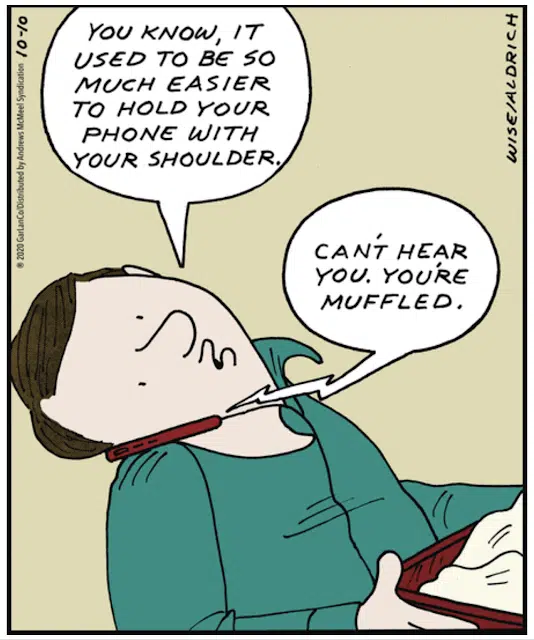 YOU KNOW, IT
USED TO BE SO
MUCH EASIER
TO HOLD YOUR
PHONE WITH
YOUR SHOULDER.
CAN'T HEAR
YOU. YOU'RE
MUFFLED.
WISE/ALDRICH
10-10
® 2020 GarLanCo/Distributed by Andrews McMeel Syndication